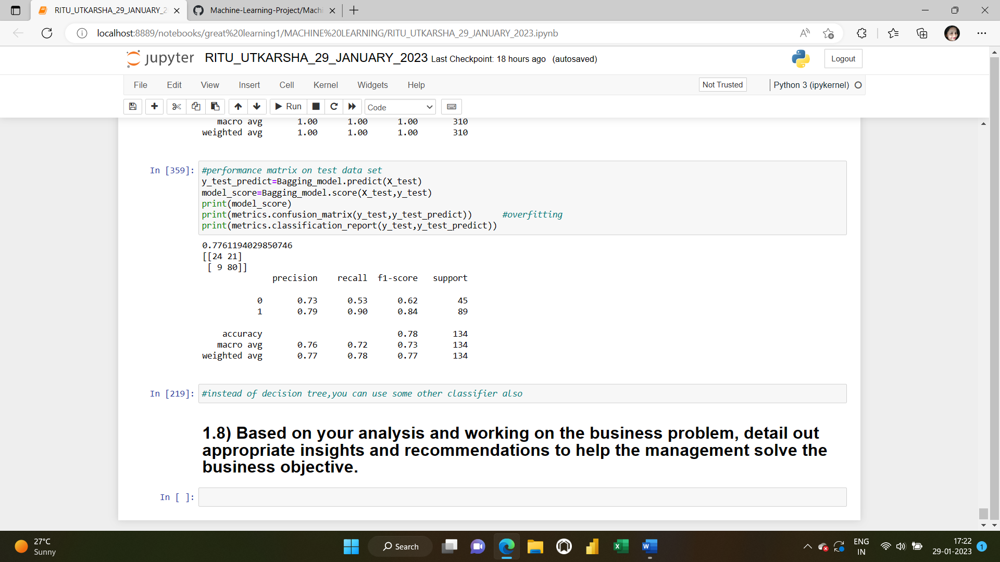 RITU_UTKARSHA_29_JANUARY_2
Machine-Learning-Project/Machi
localhost:8889/notebooks/great%20learning1/MACHINE%20LEARNING/RITU_UTKARSHA_29_JANUARY_2023.ipynb
jupyter RITU_UTKARSHA_29_JANUARY_2023 Last Checkpoint: 18 hours ago (autosaved)
Logout
File Edit View Insert Cell Kernel Widgets Help
Not Trusted
Python 3 (ipykernel)
Run
Code
macro avg 1.00 1.00 1.00 310
weighted avg 1.00 1.00 1.00 310
In [359]: #performance matrix on test data set
y_test_predict=Bagging_model.predict(X_test)
model_score=Bagging_model.score(X_test,y_test)
print(model_score)
print(metrics.confusion_matrix(y_test,y_test_predict)) #overfitting
print(metrics.classification_report(y_test,y_test_predict))
0.7761194029850746
[[24 21]
[ 9 80]]
precision recall f1-score support
0 0.73 0.53 0.62 45
1 0.79 0.90 0.84 89
accuracy 0.78 134
macro avg 0.76 0.72 0.73 134
weighted avg 0.77 0.78 0.77 134
In [219]: #instead of decision tree,you can use some other classifier also
1.8) Based on your analysis and working on the business problem, detail out
appropriate insights and recommendations to help the management solve the
business objective.
In [ ]:
27°C
Sunny
Search
ENG
IN
17:22
29-01-2023
1